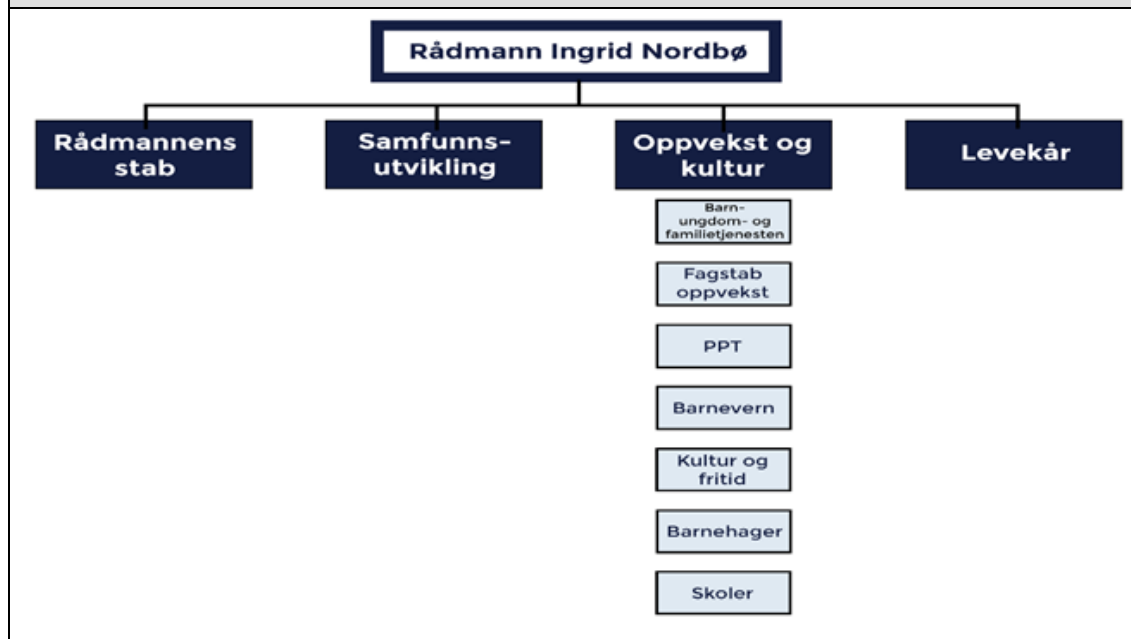 Rådmann Ingrid Nordbø
Rådmannens
stab
Samfunns-
utvikling
Oppvekst og
kultur
Levekår
Barn-
ungdom- og
familietjenesten
Fagstab
oppvekst
PPT
Barnevern
Kultur og
fritid
Barnehager
Skoler